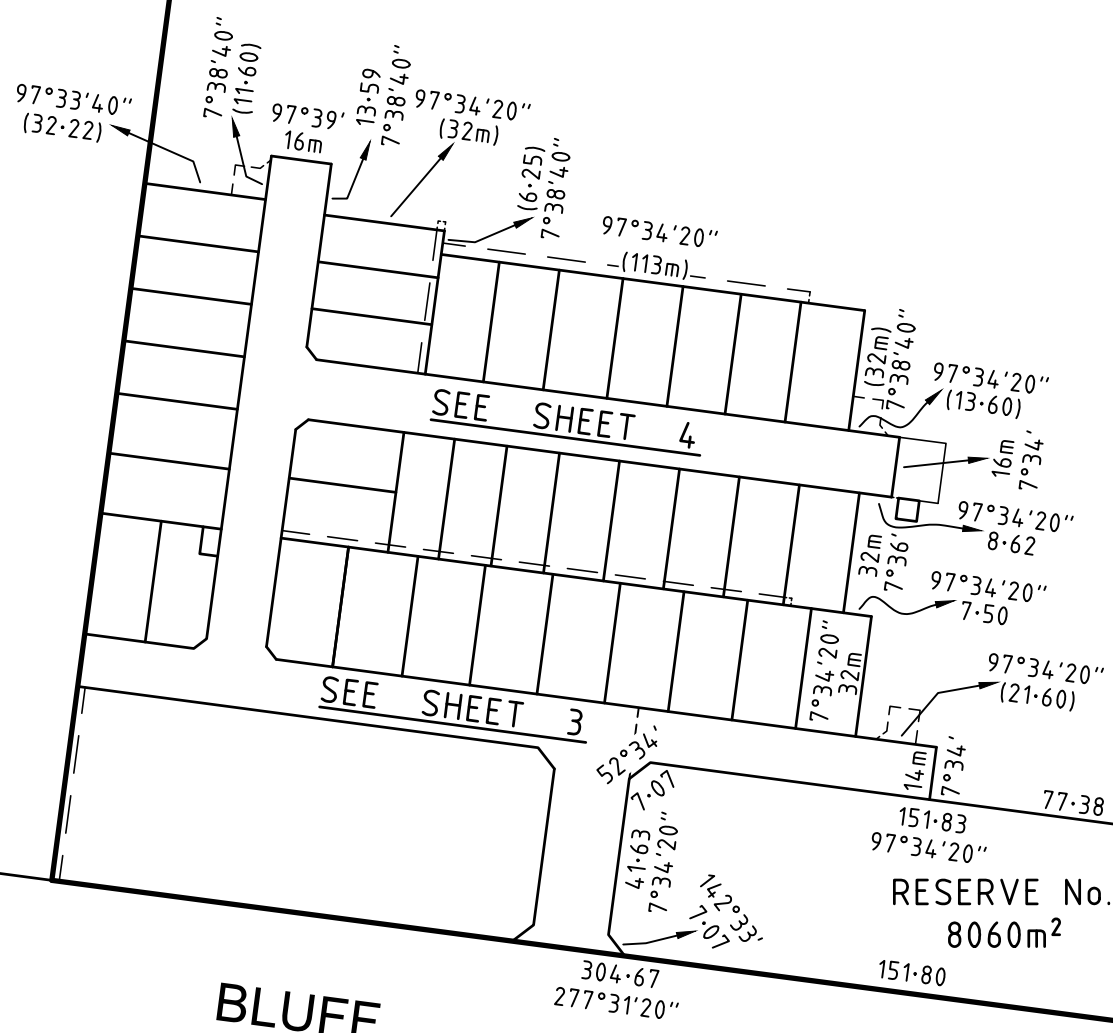 97°33'40"
(32·22)
7°38'40"
(11·60)
97°39'
16m
13·59
7°38'40"
97°34'20"
(32m)
(6·25)
7°38'40"
97°34'20"
(113m)
(32m)
7°38'40"
97°34'20"
(13·60)
16m
7°34'
SEE SHEET 4
97°34'20"
8·62
32m
7°36'
97°34'20"
7·50
7°34'20"
32m
97°34'20"
(21·60)
SEE SHEET 3
52°34'
7·07
14m
7°34'
77·38
151·83
97°34'20"
41·63
7°34'20"
142°33'
7·07
RESERVE No.
8060m²
304·67
277°31'20"
151·80
BLUFF